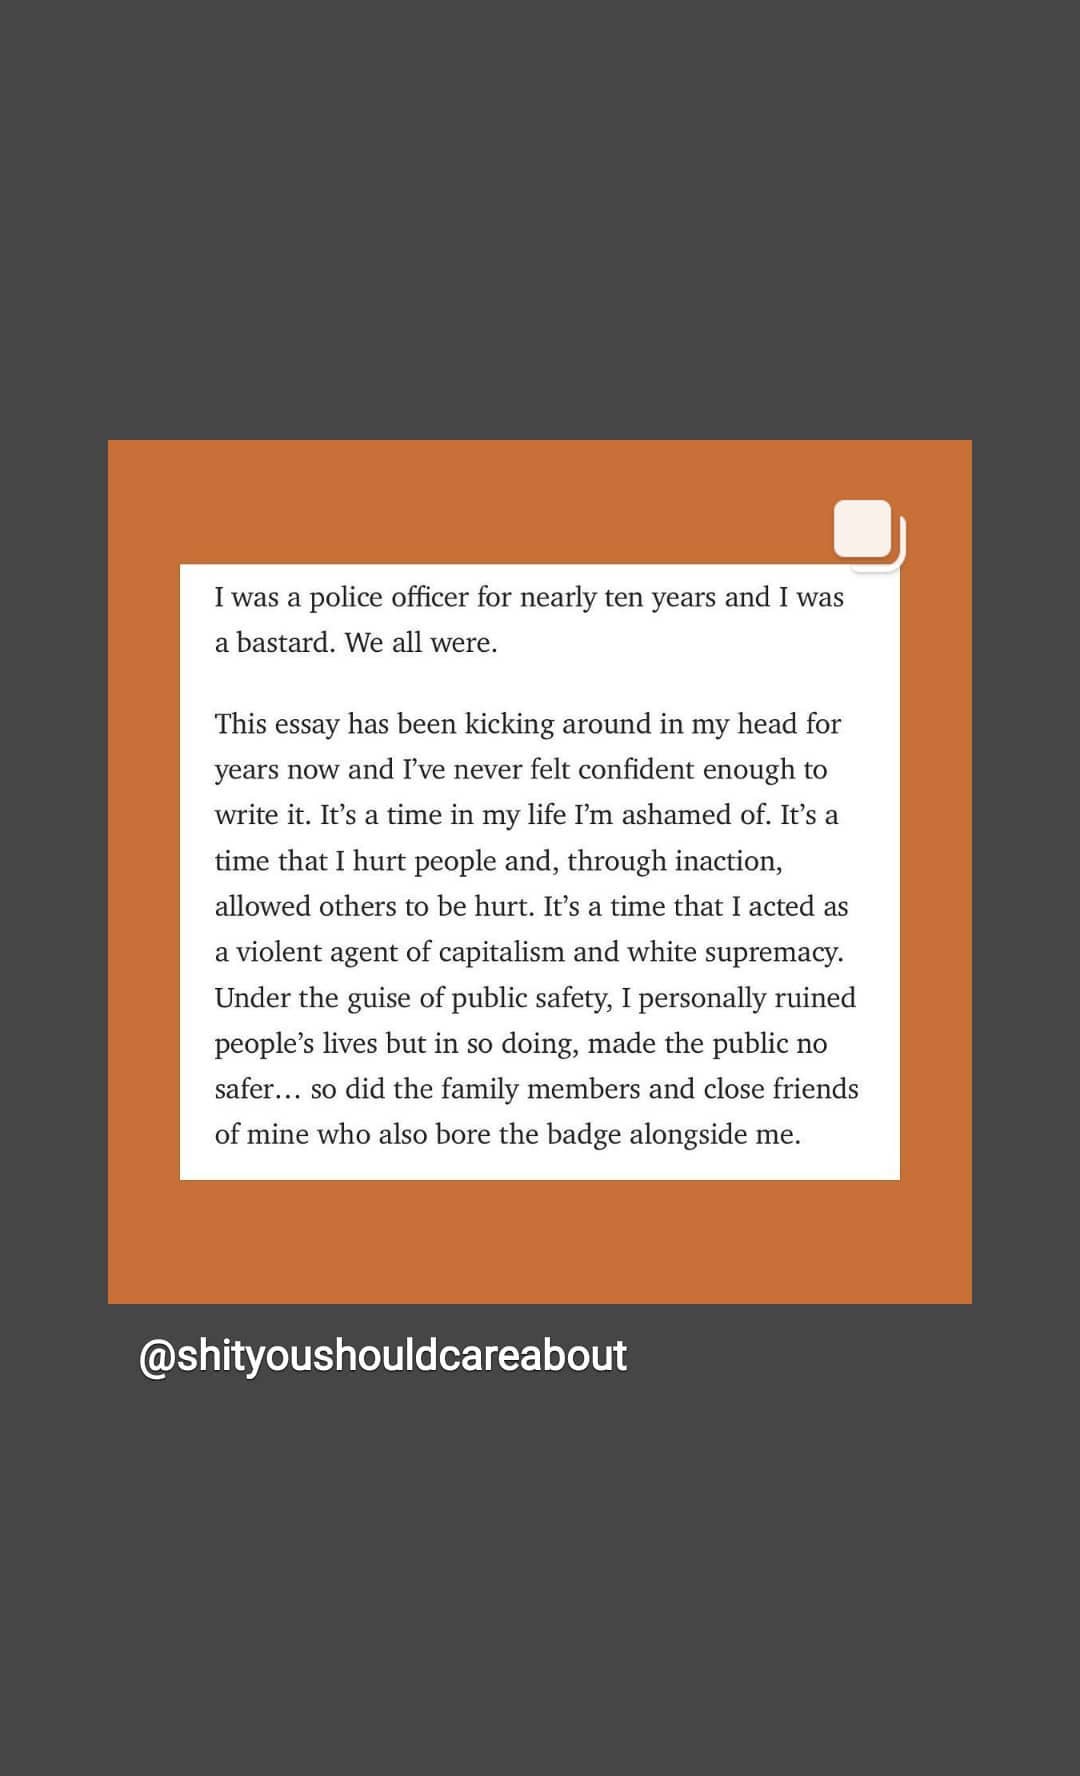 I was a police officer for nearly ten years and I was
a bastard. We all were.
This essay has been kicking around in my head for
years now and I’ve never felt confident enough to
write it. It’s a time in my life I’m ashamed of. It’s a
time that I hurt people and, through inaction,
allowed others to be hurt. It’s a time that I acted as
a violent agent of capitalism and white supremacy.
Under the guise of public safety, I personally ruined
people’s lives but in so doing, made the public no
safer… so did the family members and close friends
of mine who also bore the badge alongside me.
@shityoushouldcareabout